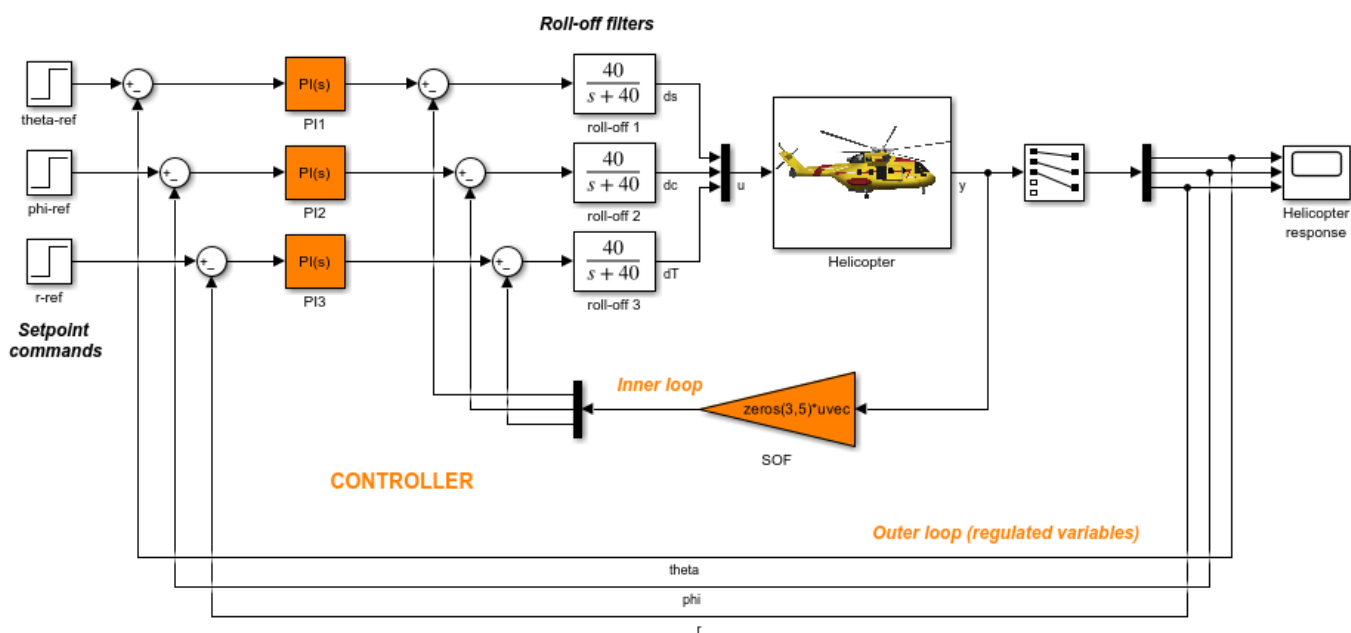 Roll-off filters
theta-ref
+
−
PI(s)
PI1
+
−
40
s + 40
roll-off 1
ds
phi-ref
+
−
PI(s)
PI2
+
−
40
s + 40
roll-off 2
dc
u
Helicopter
y
Helicopter
response
r-ref
+
−
PI(s)
PI3
+
−
40
s + 40
roll-off 3
dT
Setpoint
commands
Inner loop
zeros(3,5)*uvec
SOF
CONTROLLER
Outer loop (regulated variables)
theta
phi
r